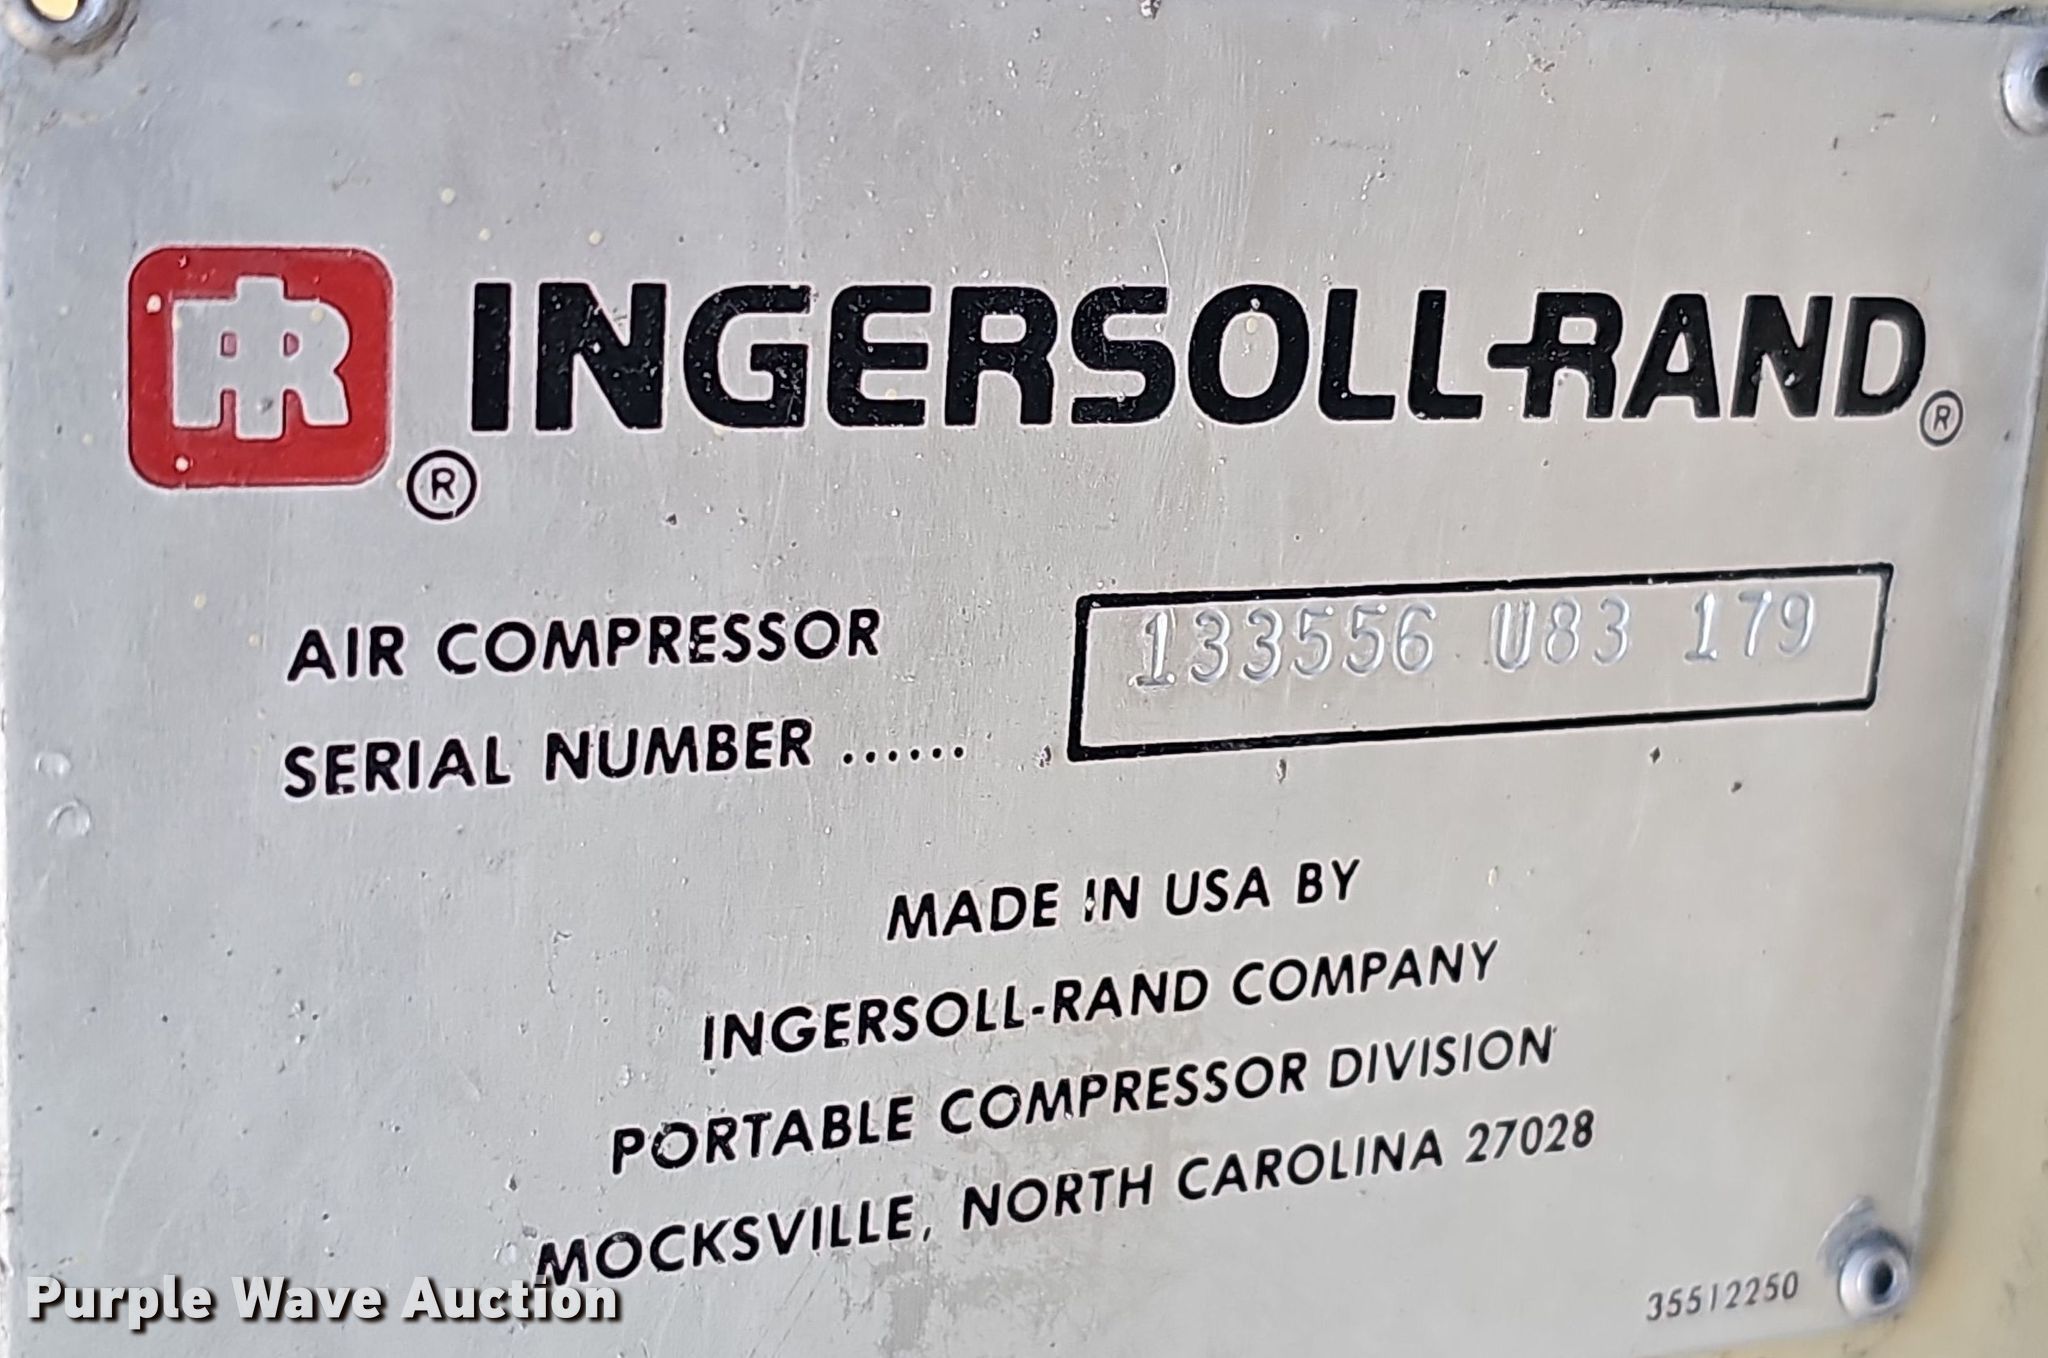 IR® INGERSOLL-RAND®
AIR COMPRESSOR 133556 U83 179
SERIAL NUMBER ......
MADE IN USA BY
INGERSOLL-RAND COMPANY
PORTABLE COMPRESSOR DIVISION
MOCKSVILLE, NORTH CAROLINA 27028
35512250
Purple Wave Auction